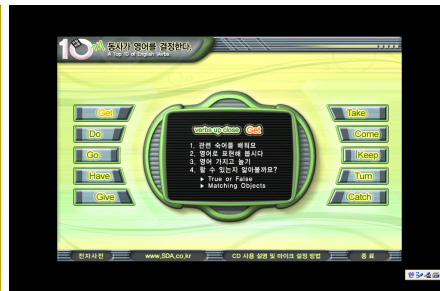 10 동사가 영어를 결정한다.
A Top 10 of English Verbs
Get
Do
Go
Have
Give
verbs up close Get
1. 관련 숙어를 배워요
2. 영어로 표현해 봅시다
3. 영어 가지고 놀기
4. 할 수 있는지 알아볼까요?
▶ True or False
▶ Matching Objects
Take
Come
Keep
Turn
Catch
전자사전
www.SDA.co.kr
CD 사용 설명 및 마이크 설정 방법
종 료